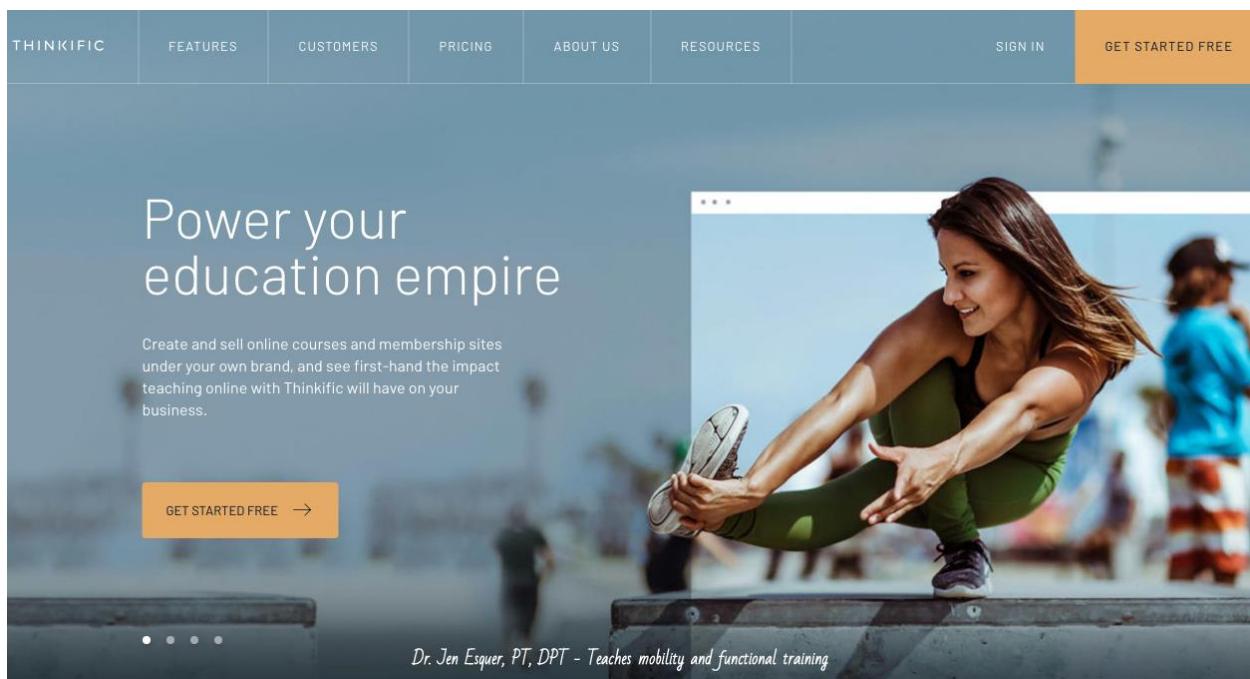 THINKIFIC
FEATURES
CUSTOMERS
PRICING
ABOUT US
RESOURCES
SIGN IN
GET STARTED FREE
Power your
education empire
Create and sell online courses and membership sites
under your own brand, and see first-hand the impact
teaching online with Thinkific will have on your
business.
GET STARTED FREE →
Dr. Jen Esquer, PT, DPT - Teaches mobility and functional training